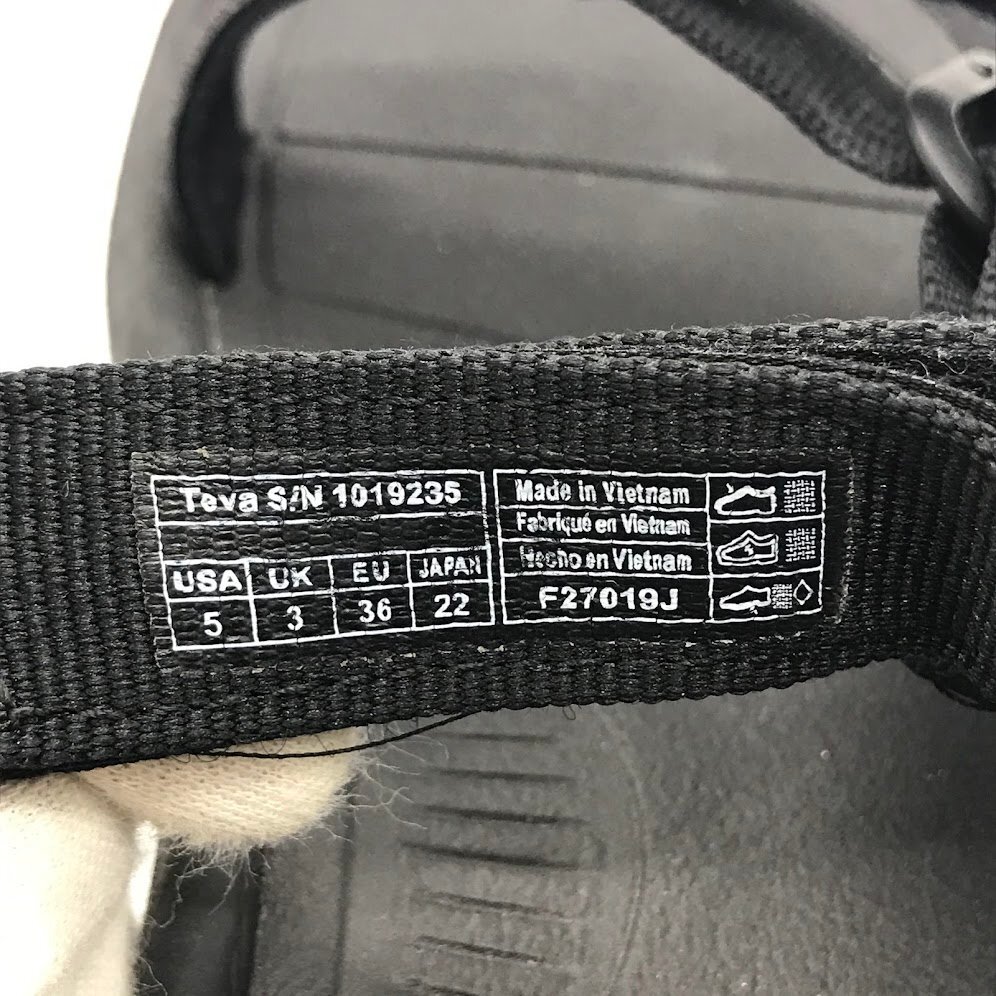 Teva S/N 1019235
USA UK EU JAPAN
5 3 36 22
Made in Vietnam
Fabriqué en Vietnam
Hecho en Vietnam
F27019J